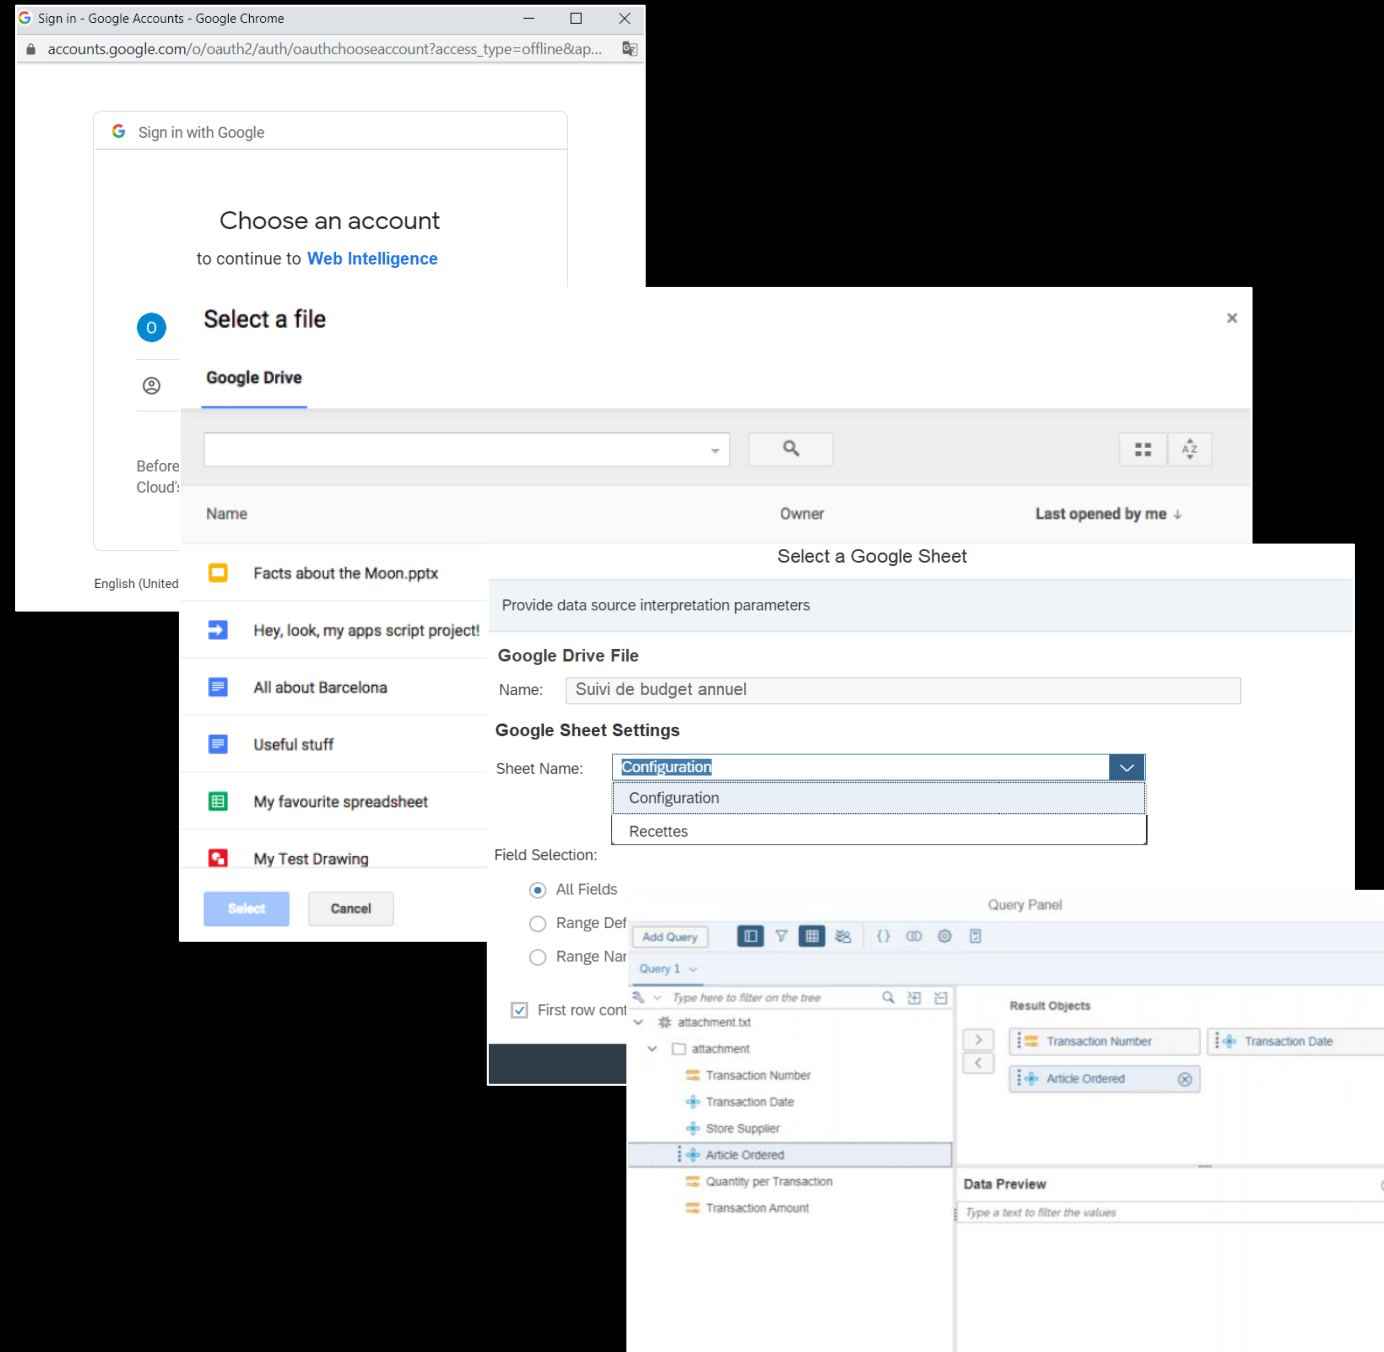 Sign in - Google Accounts - Google Chrome
accounts.google.com/o/oauth2/auth/oauthchooseaccount?access_type=offline&ap...
Sign in with Google
Choose an account
to continue to Web Intelligence
O
Before
Cloud's
English (United
Select a file
Google Drive
AZ
Name Owner Last opened by me
Facts about the Moon.pptx
Hey, look, my apps script project!
All about Barcelona
Useful stuff
My favourite spreadsheet
My Test Drawing
Select Cancel
Select a Google Sheet
Provide data source interpretation parameters
Google Drive File
Name: Suivi de budget annuel
Google Sheet Settings
Sheet Name: Configuration
Configuration
Recettes
Field Selection:
All Fields
Range Def
Range Nar
First row cont
Query Panel
Add Query
Query 1
Type here to filter on the tree
attachment.txt
attachment
Transaction Number
Transaction Date
Store Supplier
Article Ordered
Quantity per Transaction
Transaction Amount
Result Objects
Transaction Number Transaction Date
Article Ordered
Data Preview
Type a text to filter the values